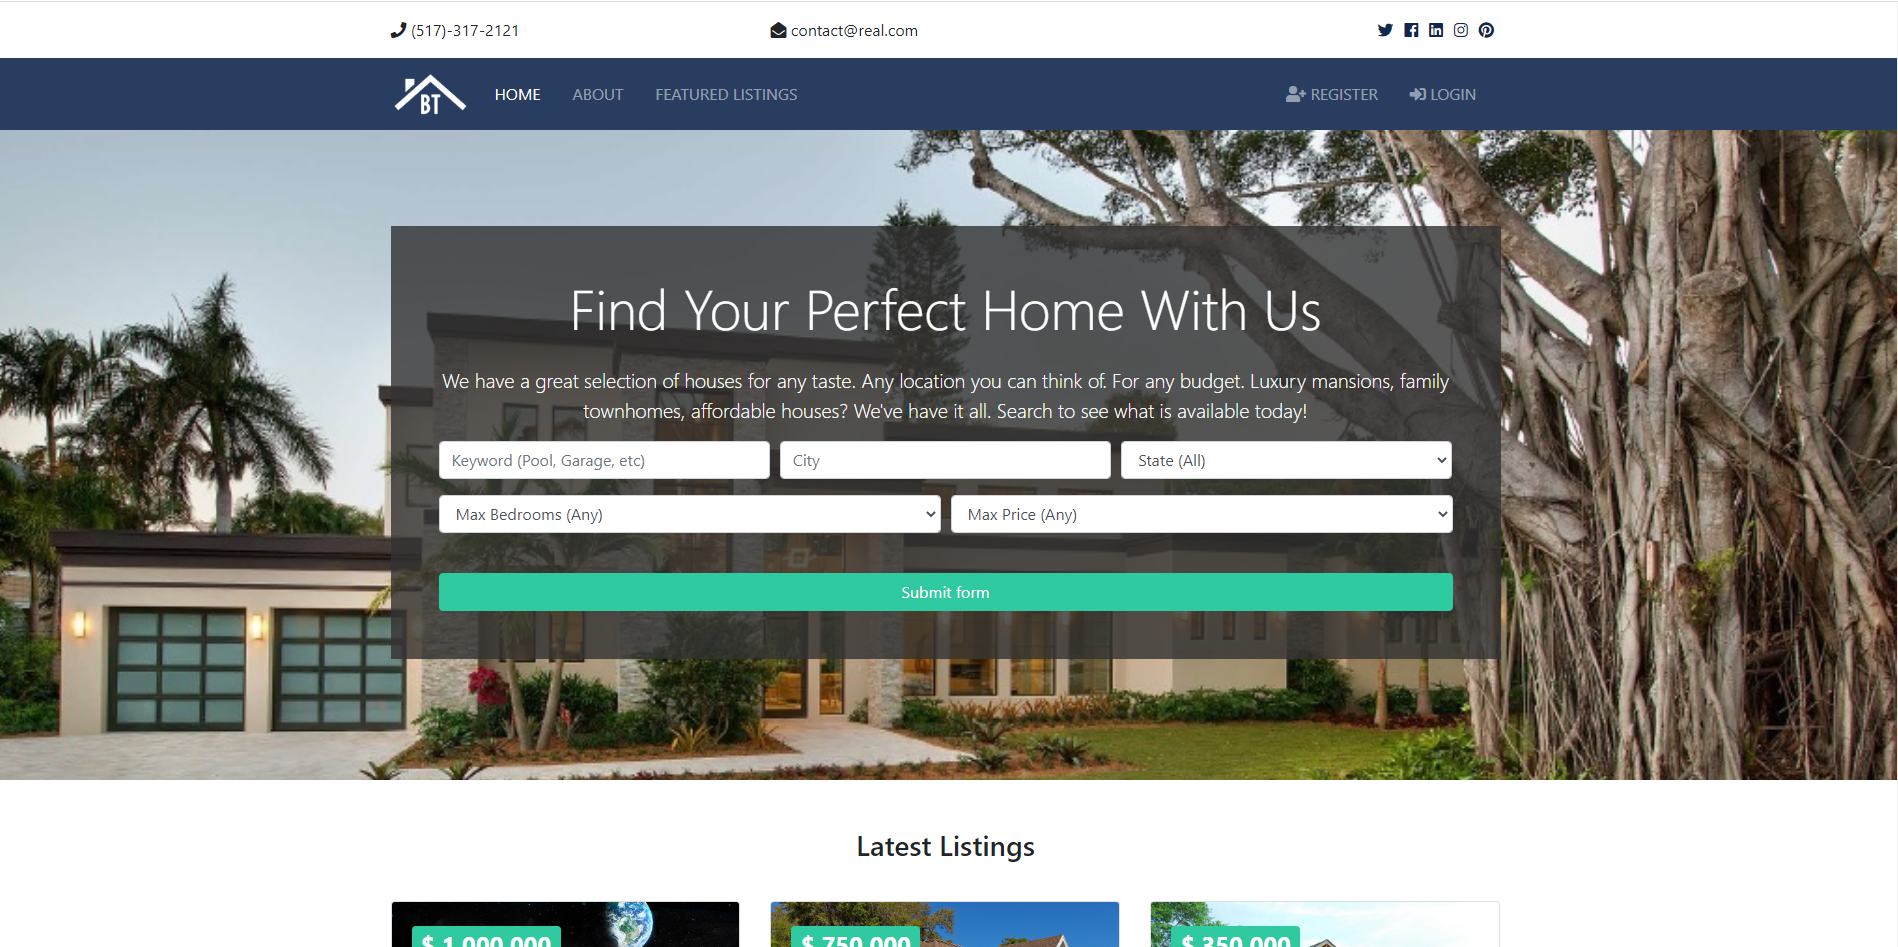 (517)-317-2121
contact@real.com
BT
HOME
ABOUT
FEATURED LISTINGS
REGISTER
LOGIN
Find Your Perfect Home With Us
We have a great selection of houses for any taste. Any location you can think of. For any budget. Luxury mansions, family
townhomes, affordable houses? We've have it all. Search to see what is available today!
Keyword (Pool, Garage, etc)
City
State (All)
Max Bedrooms (Any)
Max Price (Any)
Submit form
Latest Listings
$ 1,000,000
$ 750,000
$ 350,000